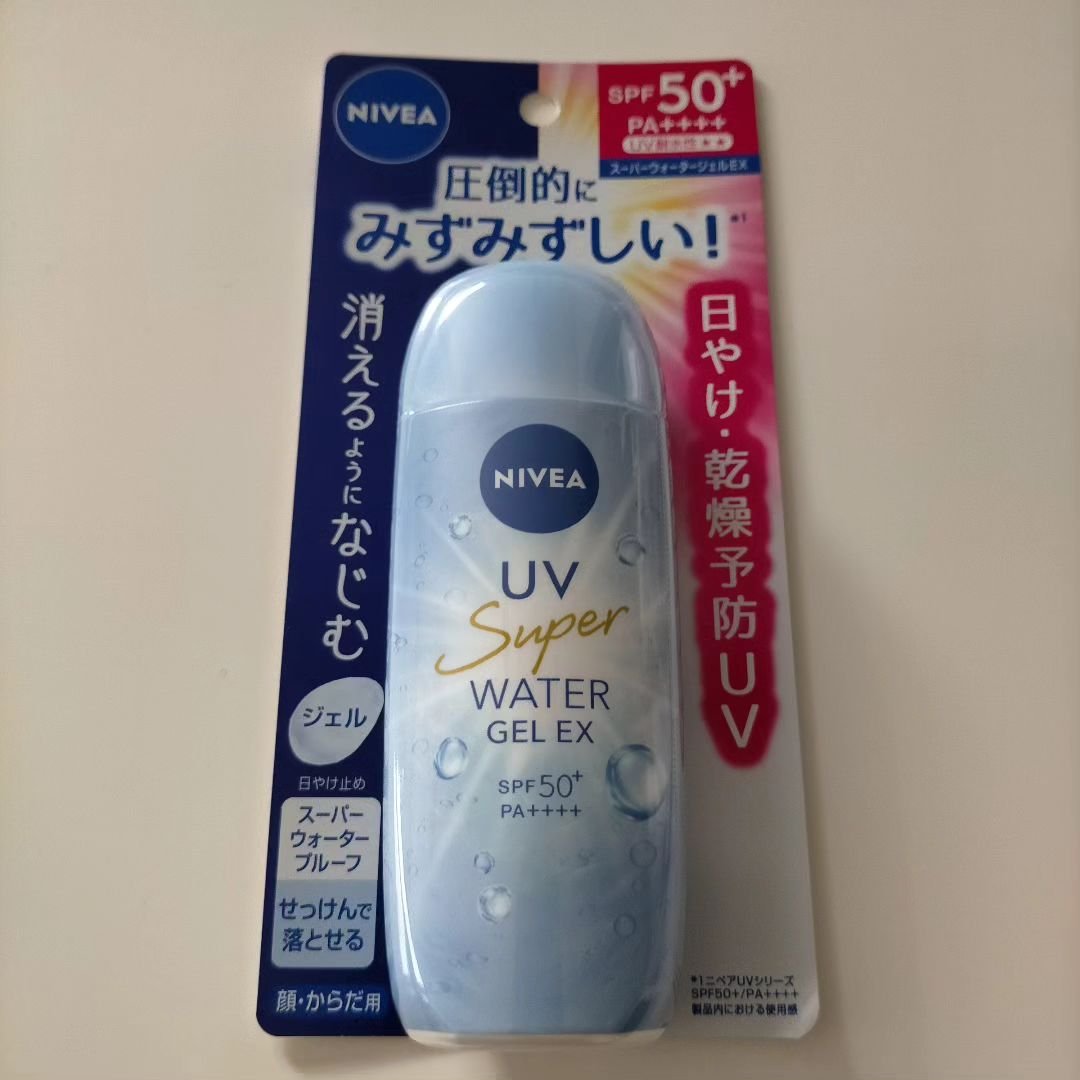 NIVEA
SPF 50+
PA++++
UV耐水性★★
スーパーウォータージェルEX
圧倒的に
みずみずしい!*1
消えるようになじむ
日やけ・乾燥予防UV
ジェル
日やけ止め
スーパー
ウォーター
プルーフ
せっけんで
落とせる
顔・からだ用
NIVEA
UV
Super
WATER
GEL EX
SPF50+
PA++++
*1ニベアUVシリーズ
SPF50+/PA++++
製品内における使用感